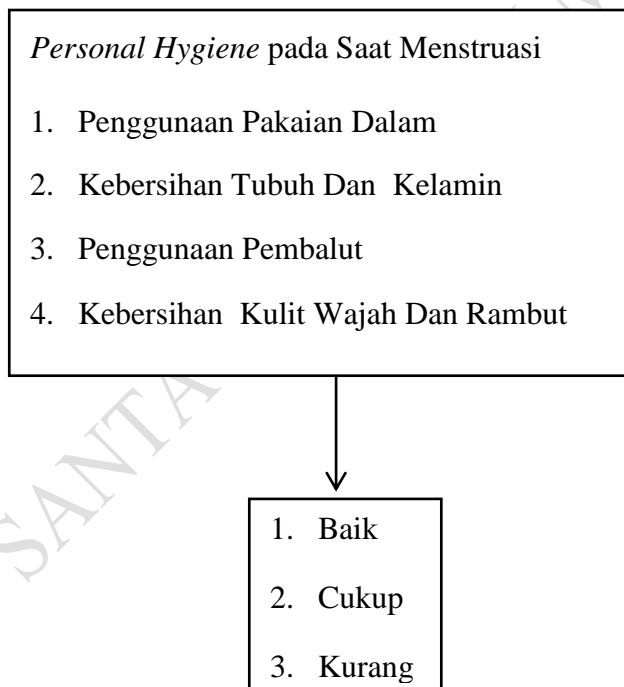 Personal Hygiene pada Saat Menstruasi
1. Penggunaan Pakaian Dalam
2. Kebersihan Tubuh Dan Kelamin
3. Penggunaan Pembalut
4. Kebersihan Kulit Wajah Dan Rambut
SANTA
1. Baik
2. Cukup
3. Kurang